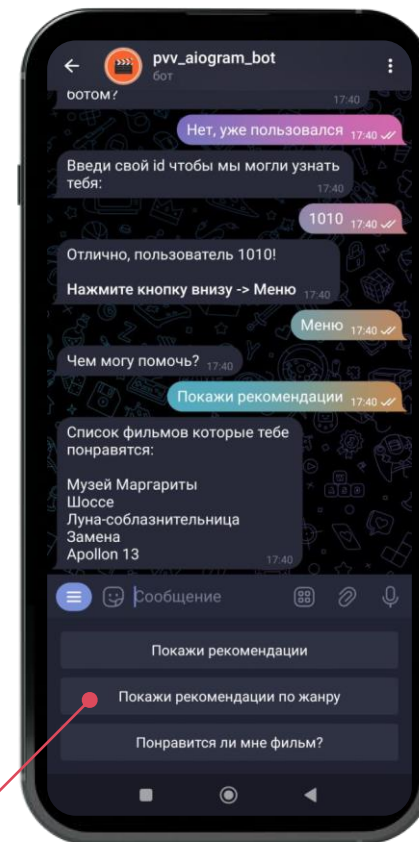 pvv_aiogram_bot
бот
ботом?
17:40
Нет, уже пользовался 17:40
Введи свой id чтобы мы могли узнать
тебя:
17:40
1010 17:40
Отлично, пользователь 1010!
Нажмите кнопку внизу -> Меню 17:40
Меню 17:40
Чем могу помочь? 17:40
Покажи рекомендации 17:40
Список фильмов которые тебе
понравятся:
Музей Маргариты
Шоссе
Луна-соблазнительница
Замена
Apollon 13
17:40
Сообщение
Покажи рекомендации
Покажи рекомендации по жанру
Понравится ли мне фильм?